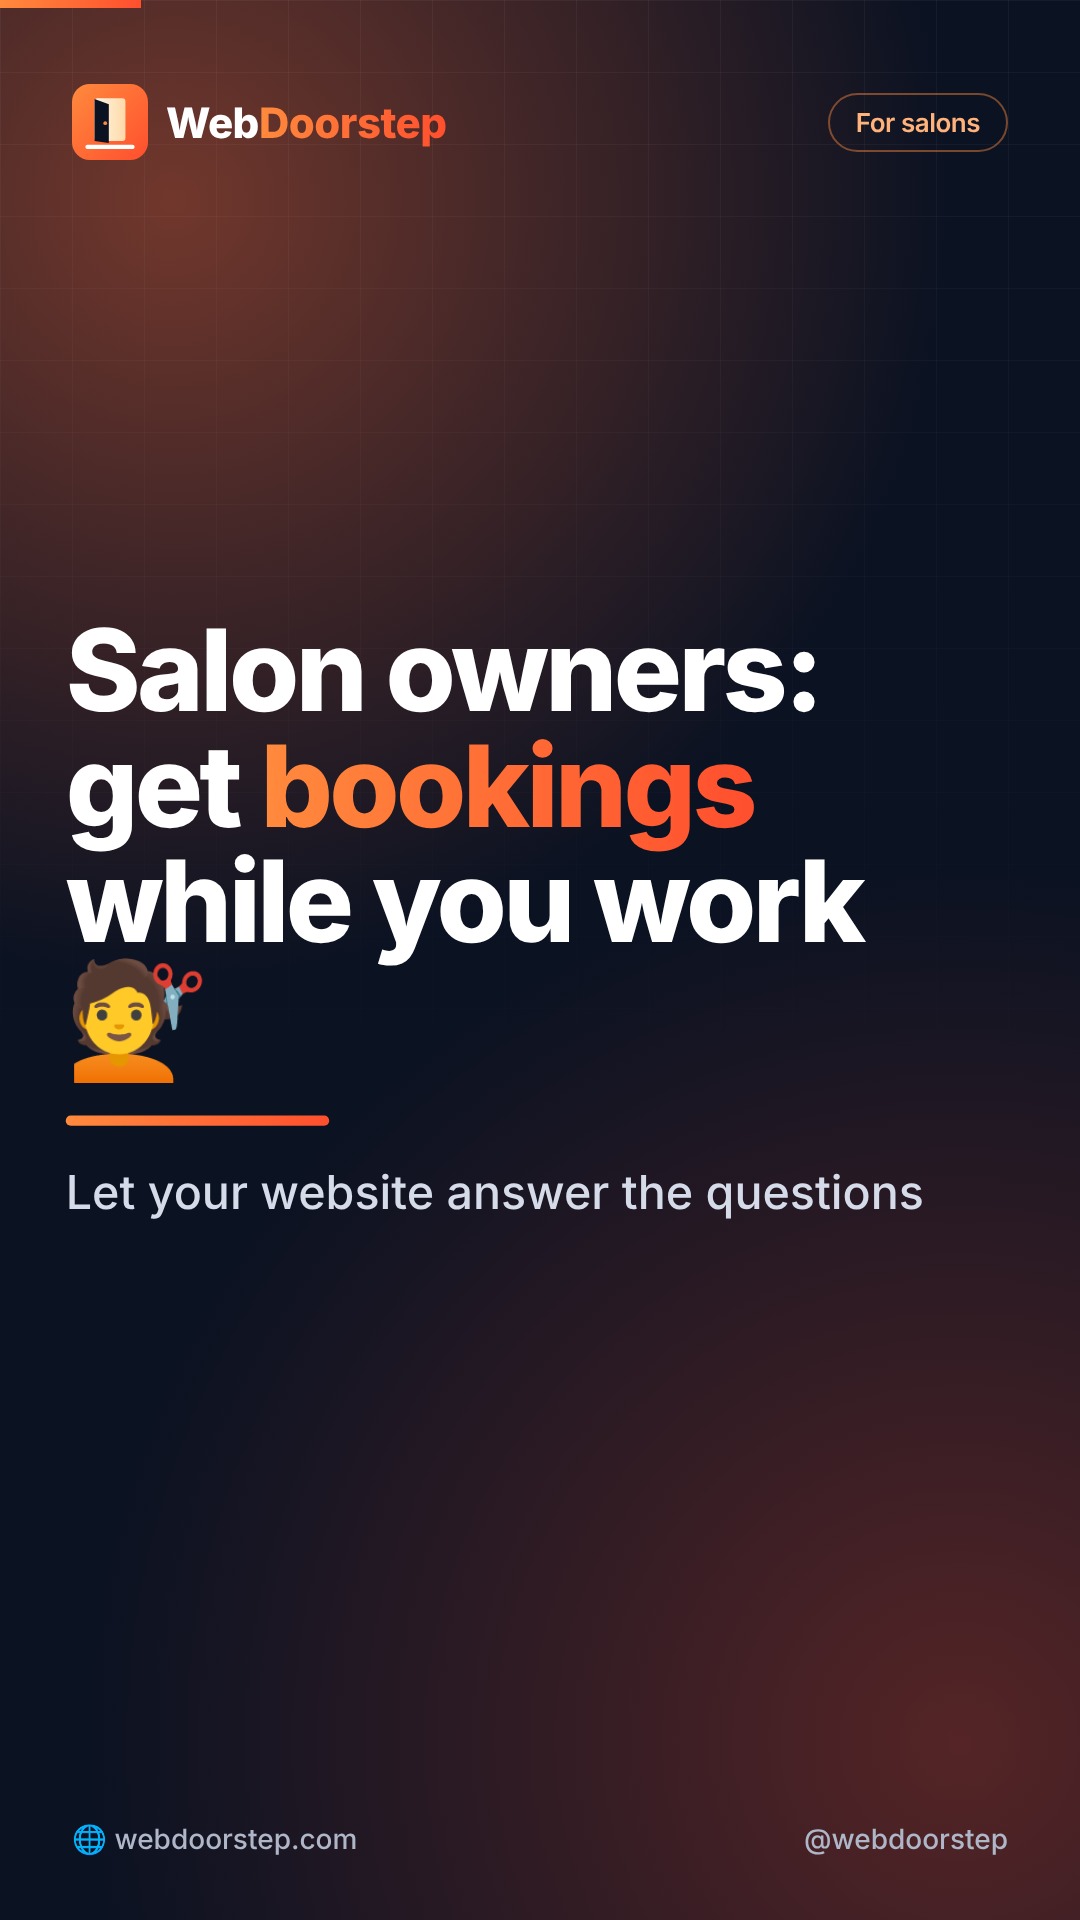 WebDoorstep
For salons
Salon owners:
get bookings
while you work
💇
Let your website answer the questions
🌐 webdoorstep.com
@webdoorstep